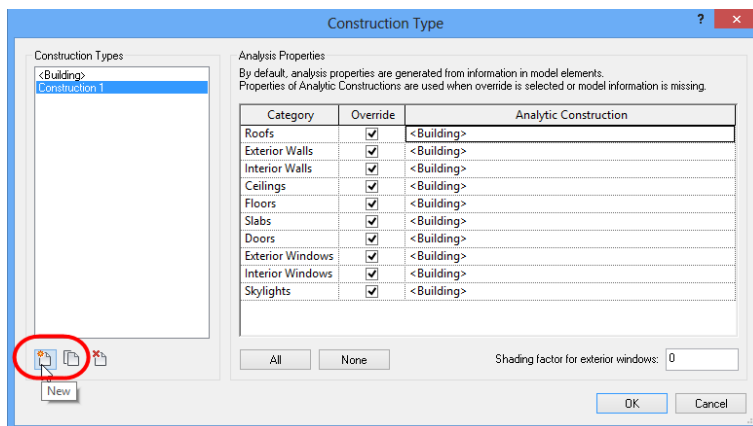 Construction Type
? ×
Construction Types
<Building>
Construction 1
New
Analysis Properties
By default, analysis properties are generated from information in model elements.
Properties of Analytic Constructions are used when override is selected or model information is missing.
Category Override Analytic Construction
Roofs <Building>
Exterior Walls <Building>
Interior Walls <Building>
Ceilings <Building>
Floors <Building>
Slabs <Building>
Doors <Building>
Exterior Windows <Building>
Interior Windows <Building>
Skylights <Building>
All None Shading factor for exterior windows: 0
OK Cancel